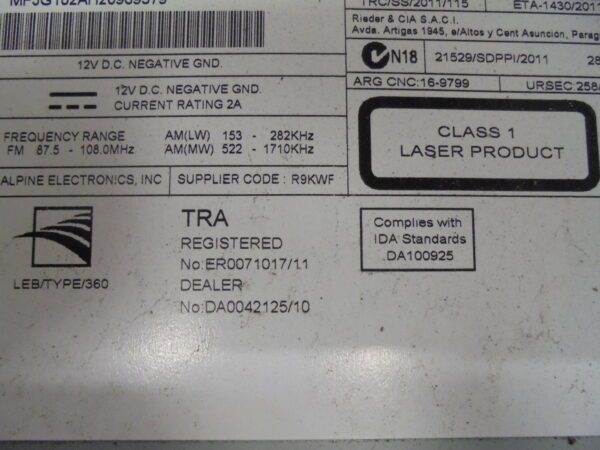 TRC/SS/2011/115
ETA-1430/2011
Rieder & CIA S.A.C.I.
Avda. Artigas 1945, e/Altos y Cent Asunción, Parag
12V D.C. NEGATIVE GND.
N18
21529/SDPPI/2011
28
12V D.C. NEGATIVE GND.
CURRENT RATING 2A
ARG CNC:16-9799
URSEC:258/
FREQUENCY RANGE
FM 87.5 - 108.0MHz
AM(LW) 153 - 282KHz
AM(MW) 522 - 1710KHz
CLASS 1
LASER PRODUCT
ALPINE ELECTRONICS, INC
SUPPLIER CODE : R9KWF
LEB/TYPE/360
TRA
REGISTERED
No:ER0071017/11
DEALER
No:DA0042125/10
Complies with
IDA Standards
DA100925